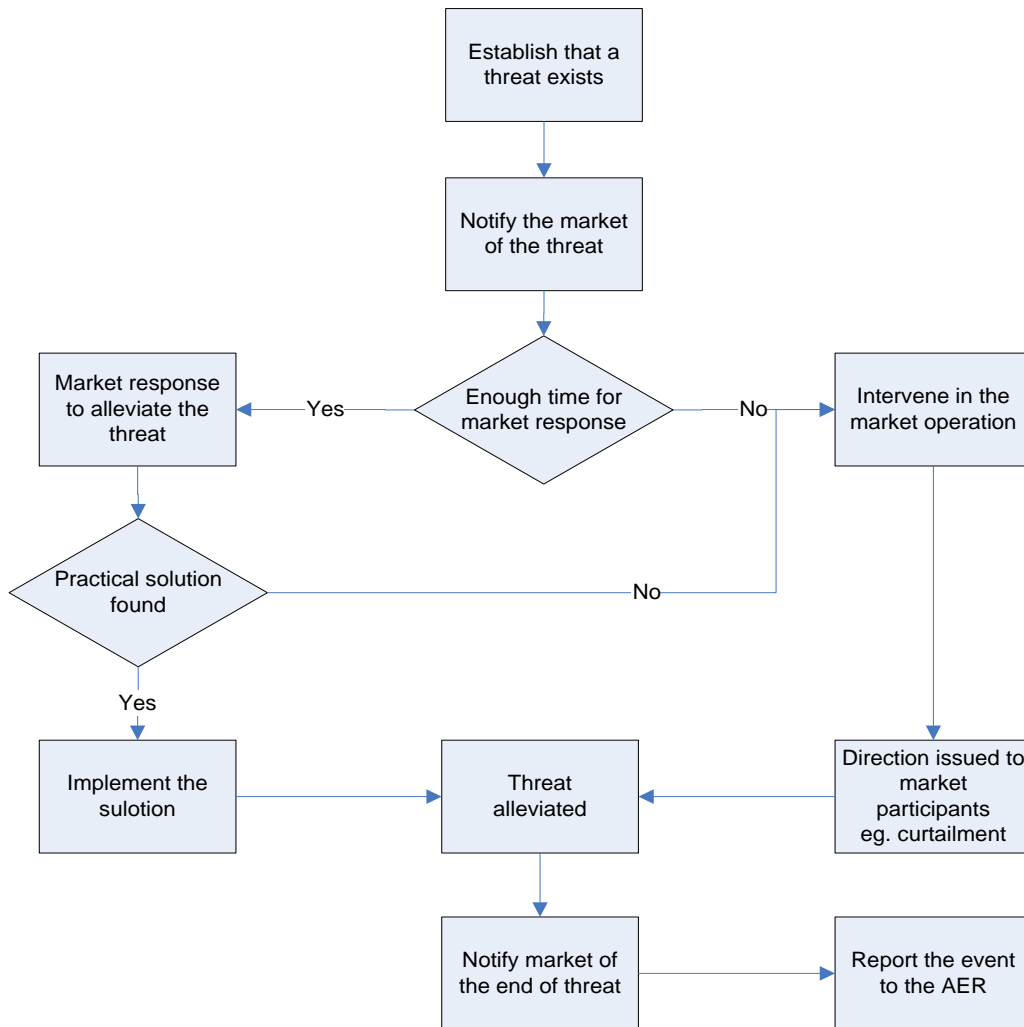 Establish that a
threat exists
Notify the market
of the threat
Market response
to alleviate the
threat
Yes
Enough time for
market response
No
Intervene in the
market operation
Practical solution
found
No
Yes
Implement the
sulotion
Threat
alleviated
Direction issued to
market
participants
eg. curtailment
Notify market of
the end of threat
Report the event
to the AER